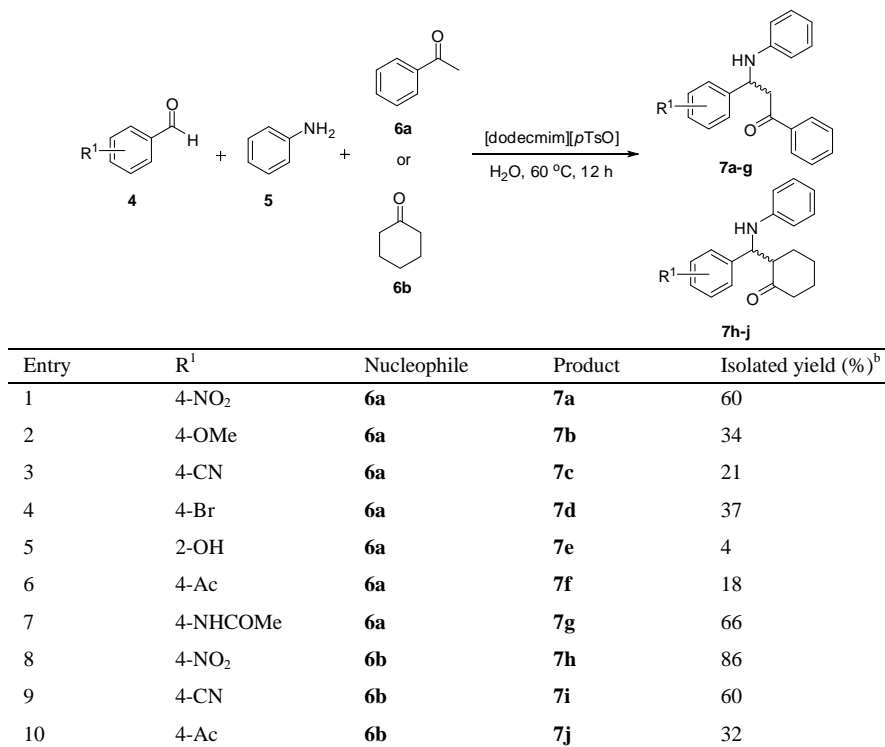 O
HN
O
H
R¹
NH₂
6a
R¹
O
[dodecmim][pTsO]
7a-g
+
+
or
H₂O, 60 °C, 12 h
4
5
O
HN
R¹
O
6b
7h-j
Entry R¹ Nucleophile Product Isolated yield (%)ᵇ
1 4-NO₂ 6a 7a 60
2 4-OMe 6a 7b 34
3 4-CN 6a 7c 21
4 4-Br 6a 7d 37
5 2-OH 6a 7e 4
6 4-Ac 6a 7f 18
7 4-NHCOMe 6a 7g 66
8 4-NO₂ 6b 7h 86
9 4-CN 6b 7i 60
10 4-Ac 6b 7j 32